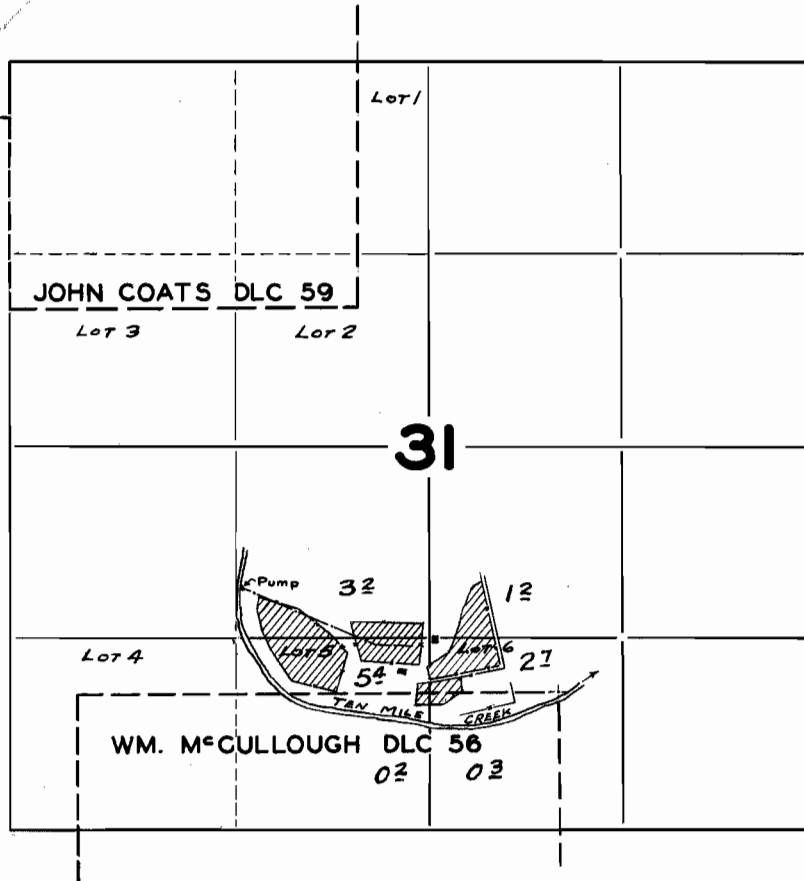 LOT 1
JOHN COATS DLC 59
LOT 3 LOT 2
31
Pump
3 2
1 2
LOT 4
LOT 5
LOT 6
5 4
2 7
TEN MILE CREEK
WM. McCULLOUGH DLC 56
0 2 0 3